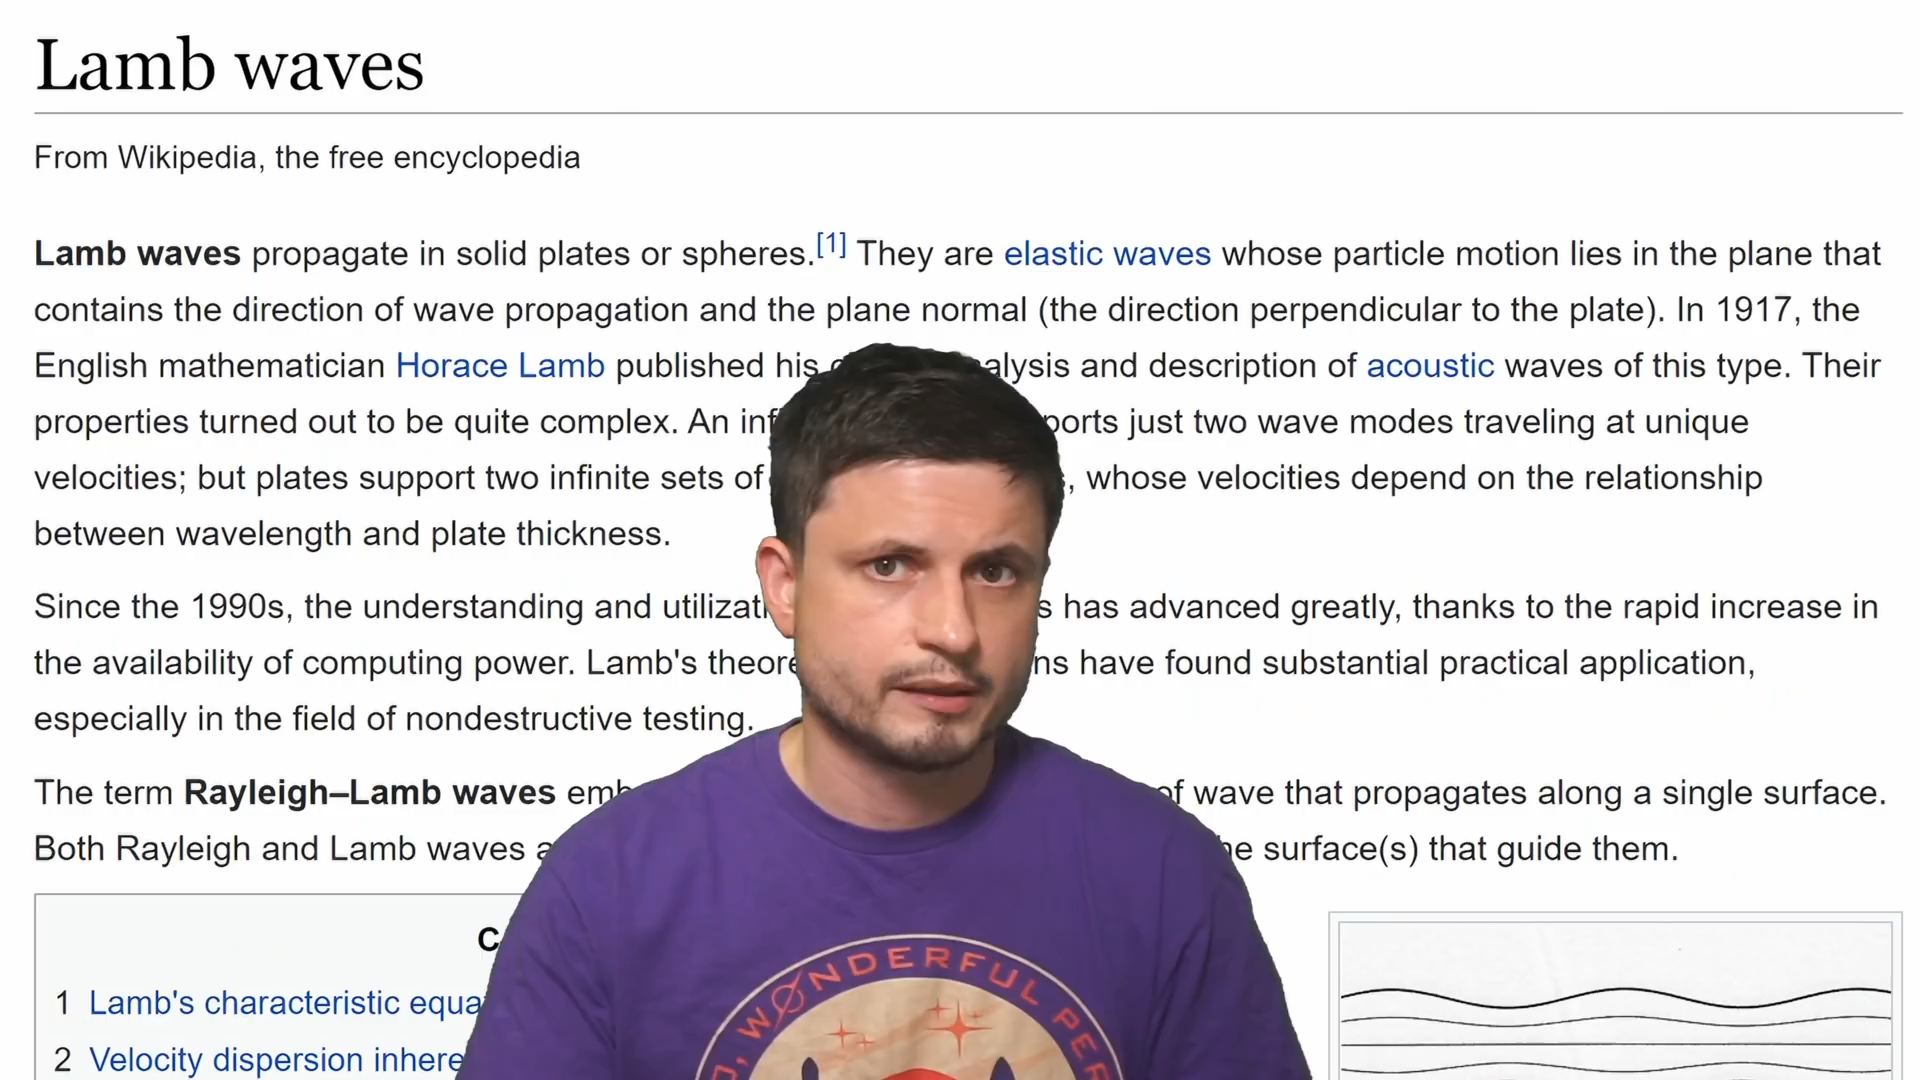 Lamb waves
From Wikipedia, the free encyclopedia
Lamb waves propagate in solid plates or spheres.[1] They are elastic waves whose particle motion lies in the plane that
contains the direction of wave propagation and the plane normal (the direction perpendicular to the plate). In 1917, the
English mathematician Horace Lamb published his alysis and description of acoustic waves of this type. Their
properties turned out to be quite complex. An inf ports just two wave modes traveling at unique
velocities; but plates support two infinite sets of , whose velocities depend on the relationship
between wavelength and plate thickness.
Since the 1990s, the understanding and utilizati s has advanced greatly, thanks to the rapid increase in
the availability of computing power. Lamb's theore ns have found substantial practical application,
especially in the field of nondestructive testing.
The term Rayleigh–Lamb waves emb of wave that propagates along a single surface.
Both Rayleigh and Lamb waves a he surface(s) that guide them.
C
1 Lamb's characteristic equa
2 Velocity dispersion inhere
D, WONDERFUL PER